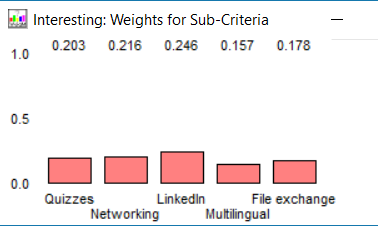 Interesting: Weights for Sub-Criteria
0.203 0.216 0.246 0.157 0.178
1.0
0.5
0.0
Quizzes LinkedIn File exchange
Networking Multilingual